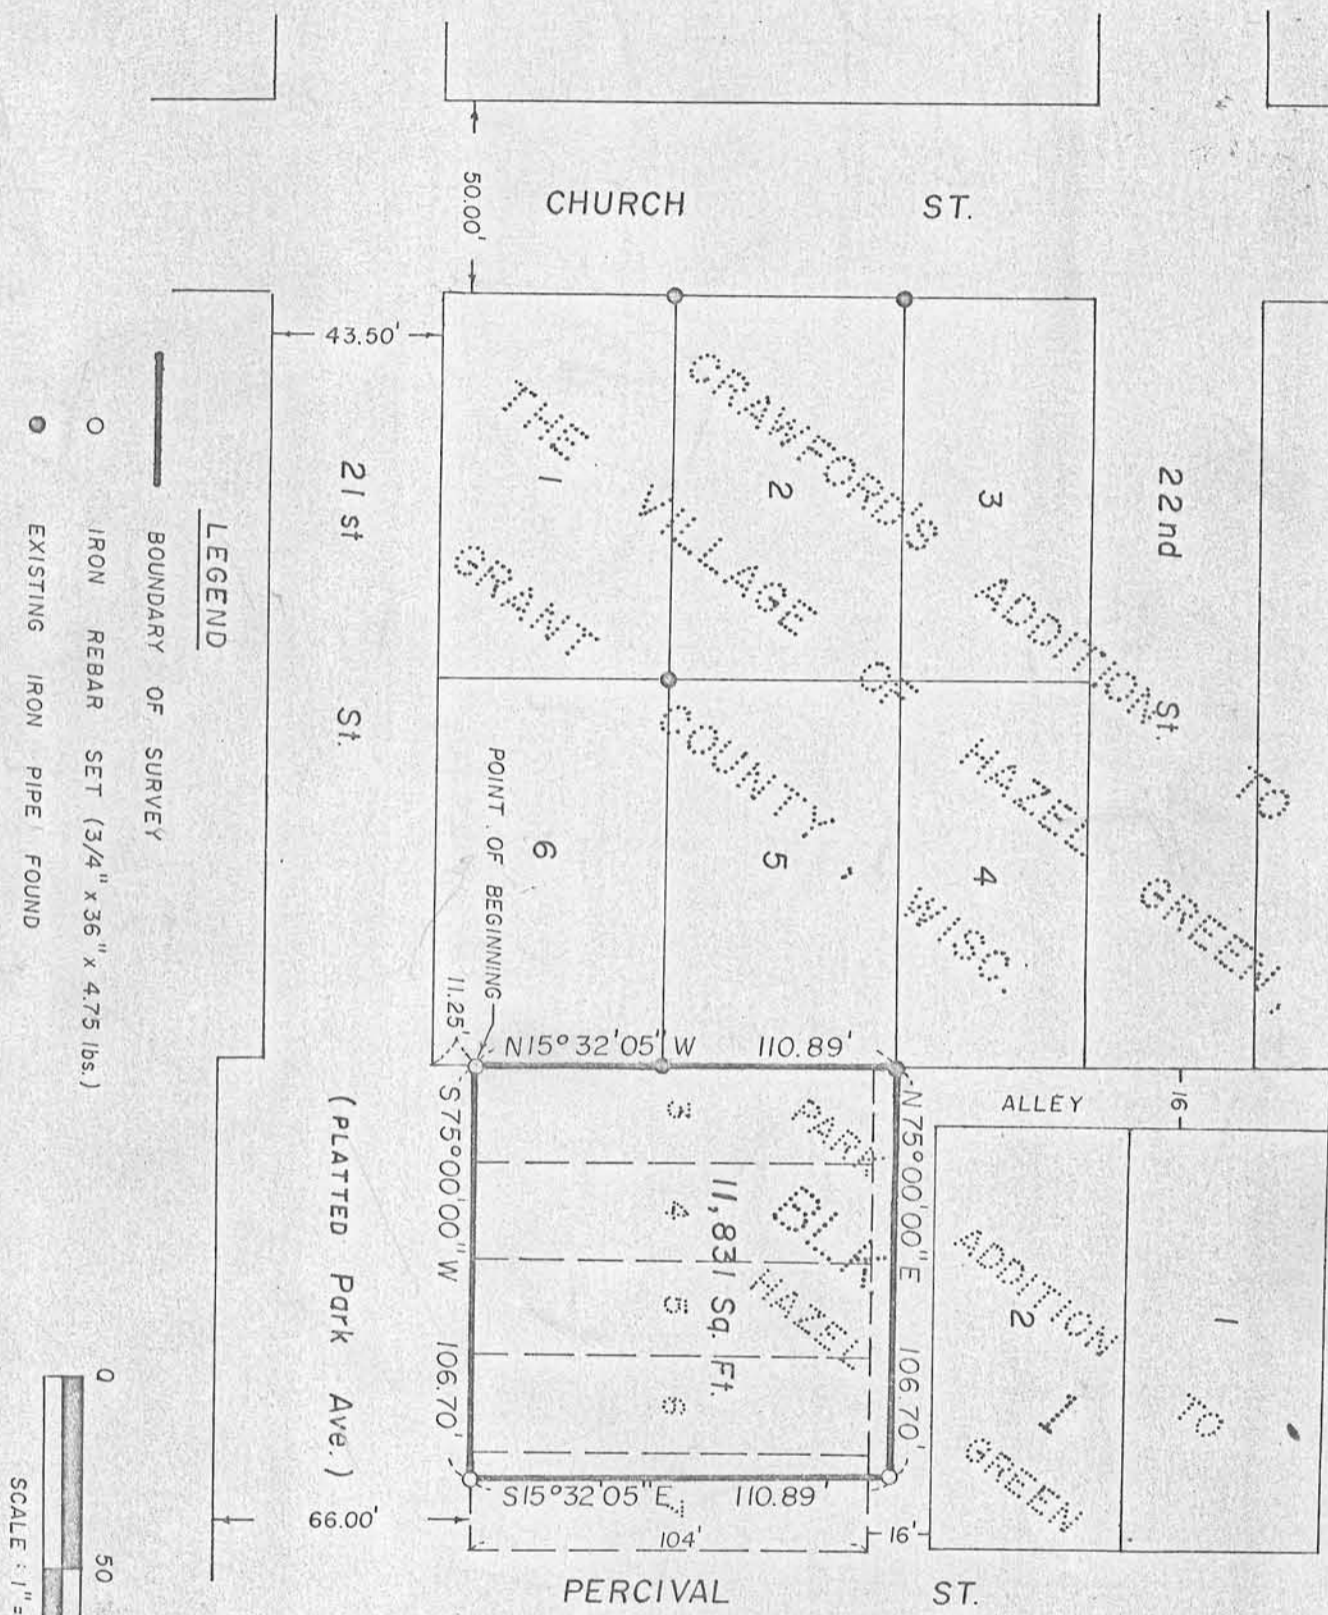 CHURCH ST.
50.00'
43.50'
21st St.
(PLATTED Park Ave.)
66.00'
22nd St.
CRAWFORD'S ADDITION TO
THE VILLAGE OF HAZEL GREEN,
GRANT COUNTY, WISC.
1
2
3
4
5
6
POINT OF BEGINNING
11.25'
N15°32'05"W 110.89'
N75°00'00"E 106.70'
S75°00'00"W 106.70'
S15°32'05"E 110.89'
3
4
5
6
11,831 Sq. Ft.
HAZEL
ALLEY
16
ADDITION TO
GREEN
1
2
1
104'
16'
PERCIVAL ST.
LEGEND
BOUNDARY OF SURVEY
IRON REBAR SET (3/4" x 36" x 4.75 lbs.)
EXISTING IRON PIPE FOUND
0 50
SCALE : 1" =